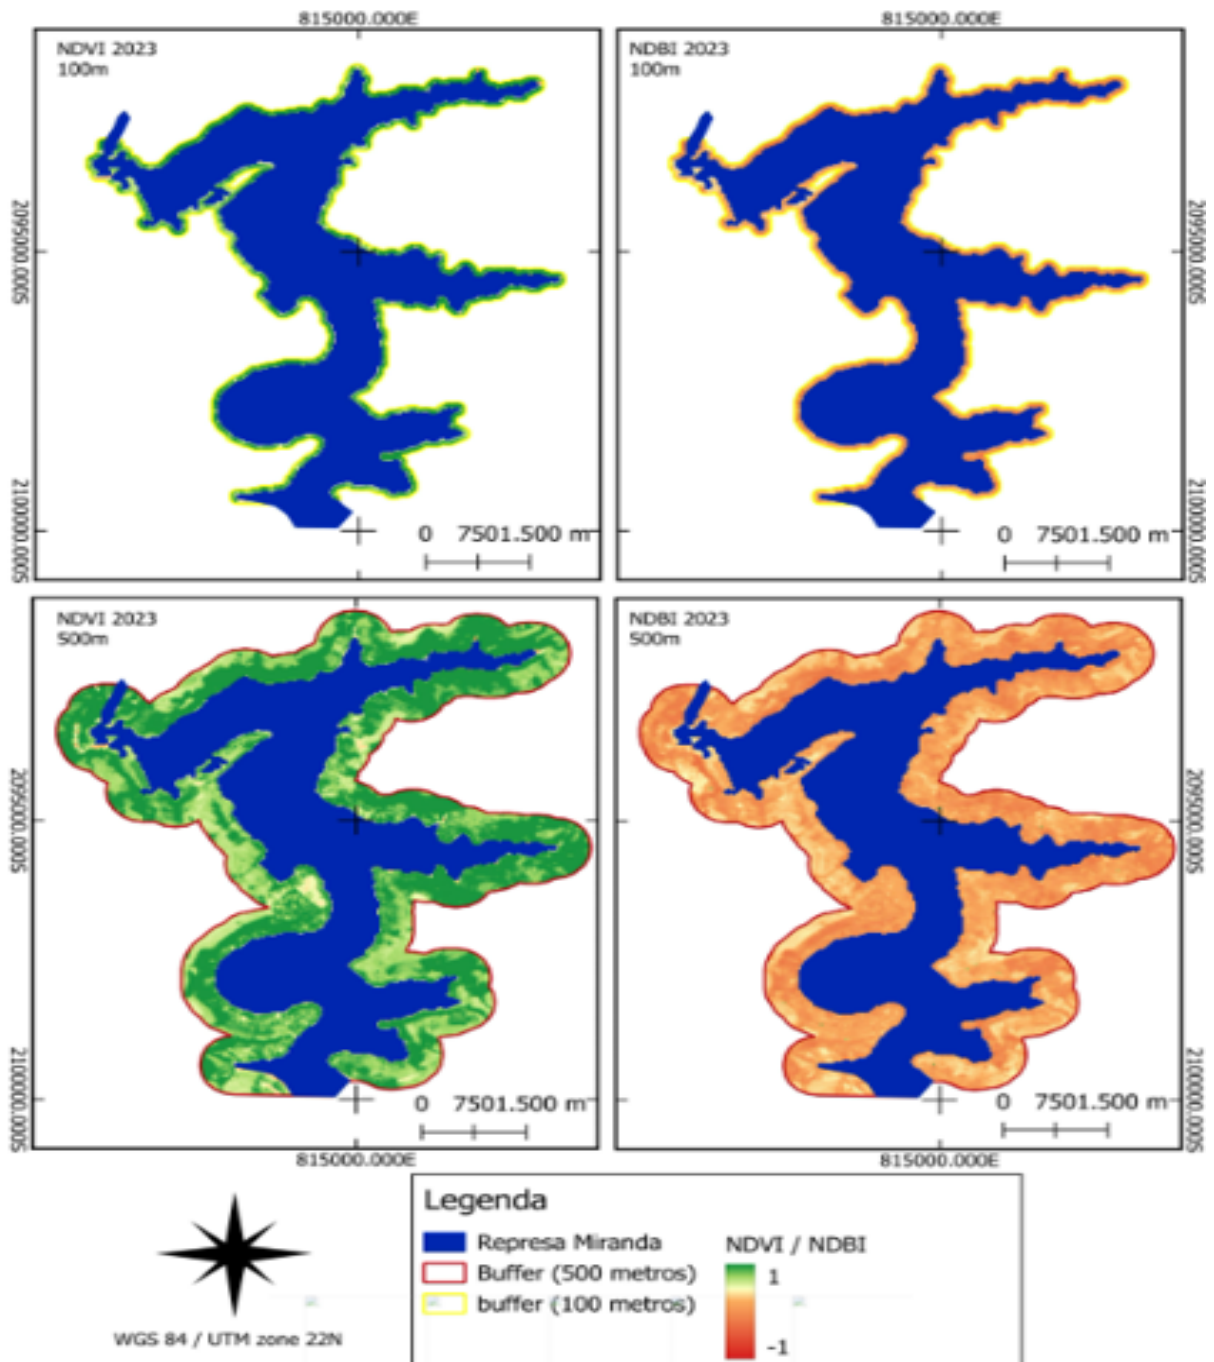 815000.000E
815000.000E
NDVI 2023
100m
NDBI 2023
100m
2095000.000S
2095000.000S
2100000.000S
2100000.000S
0 7501.500 m
0 7501.500 m
NDVI 2023
500m
NDBI 2023
500m
2095000.000S
2095000.000S
2100000.000S
2100000.000S
0 7501.500 m
0 7501.500 m
815000.000E
815000.000E
Legenda
Represa Miranda
Buffer (500 metros)
buffer (100 metros)
NDVI / NDBI
1
-1
WGS 84 / UTM zone 22N